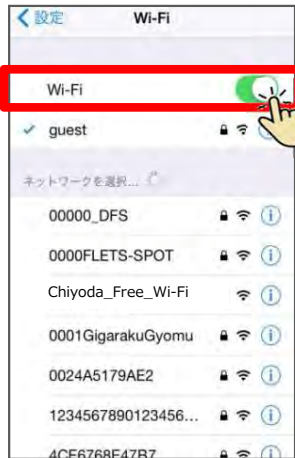 設定 Wi-Fi
Wi-Fi
guest
ネットワークを選択...
00000_DFS
0000FLETS-SPOT
Chiyoda_Free_Wi-Fi
0001GigarakuGyomu
0024A5179AE2
1234567890123456...
4CE6768E47B7